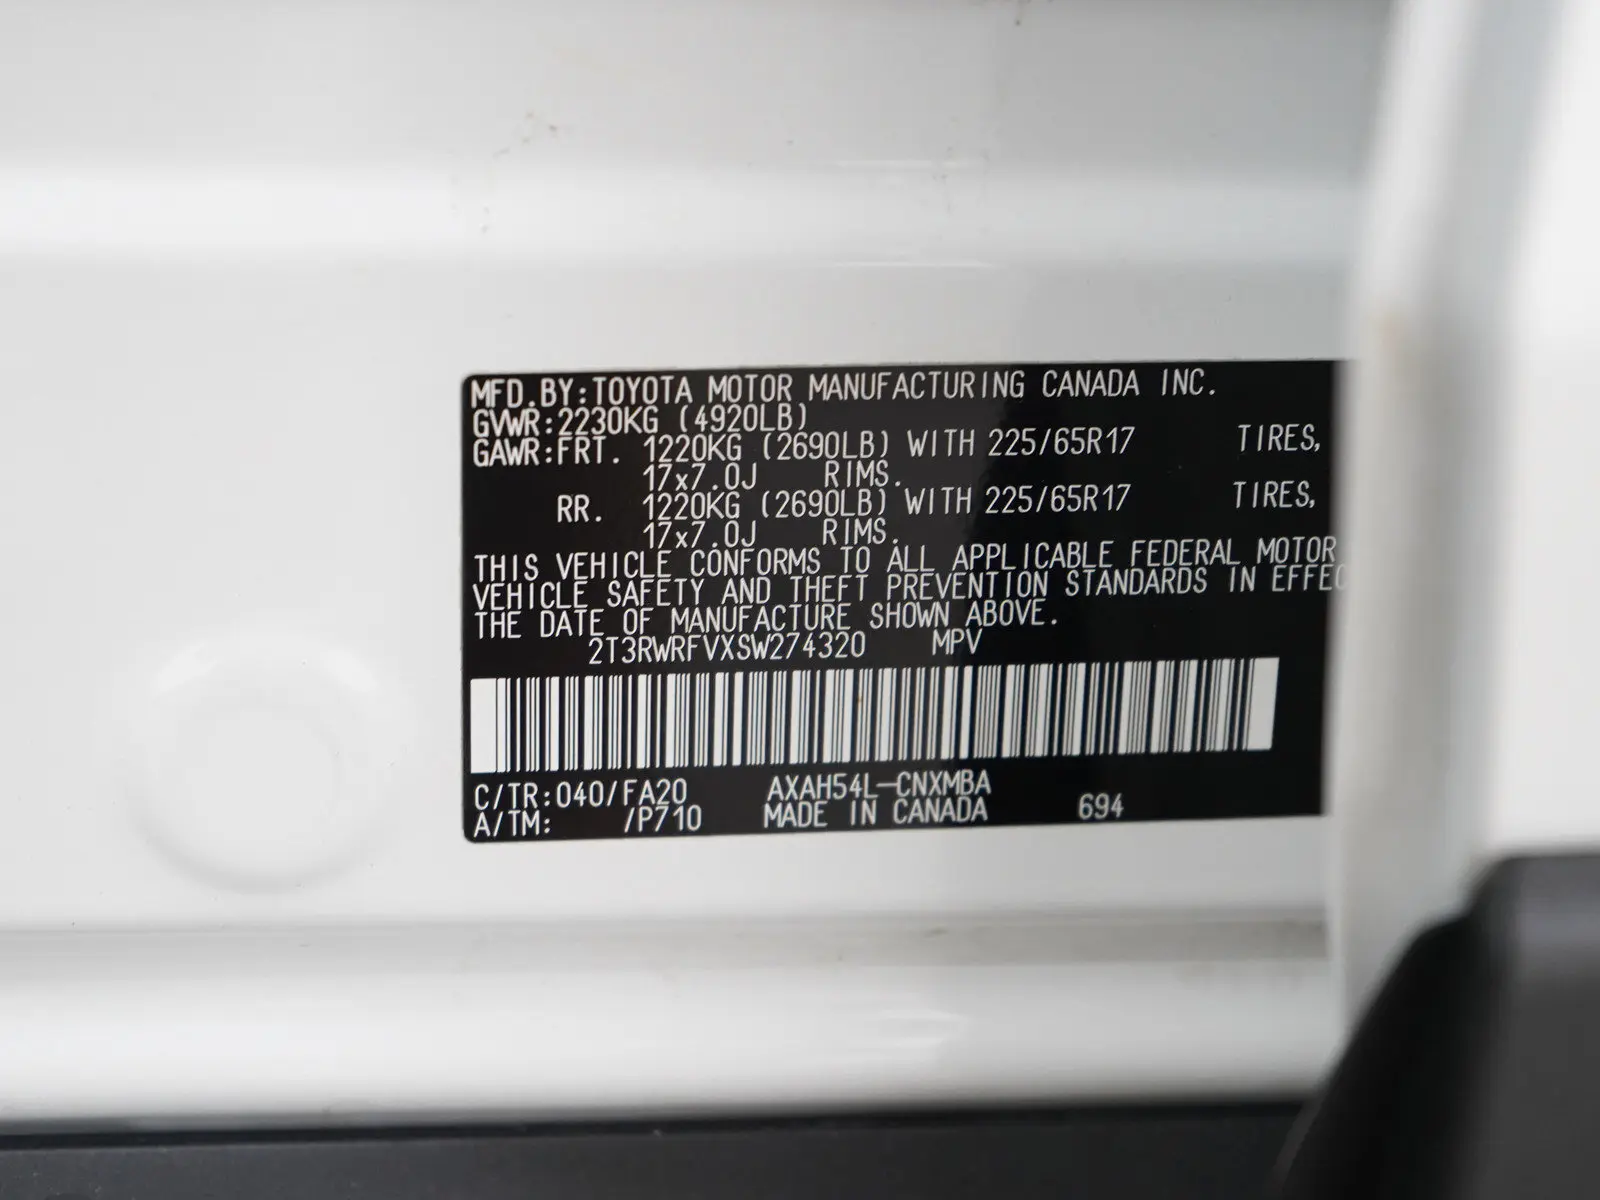 MFD.BY:TOYOTA MOTOR MANUFACTURING CANADA INC.
GVWR:2230KG (4920LB)
GAWR:FRT. 1220KG (2690LB) WITH 225/65R17 TIRES,
17x7.0J RIMS.
RR. 1220KG (2690LB) WITH 225/65R17 TIRES,
17x7.0J RIMS.
THIS VEHICLE CONFORMS TO ALL APPLICABLE FEDERAL MOTOR
VEHICLE SAFETY AND THEFT PREVENTION STANDARDS IN EFFEC
THE DATE OF MANUFACTURE SHOWN ABOVE.
2T3RWRFVXSW274320 MPV
C/TR:040/FA20 AXAH54L-CNXMBA
A/TM: /P710 MADE IN CANADA 694